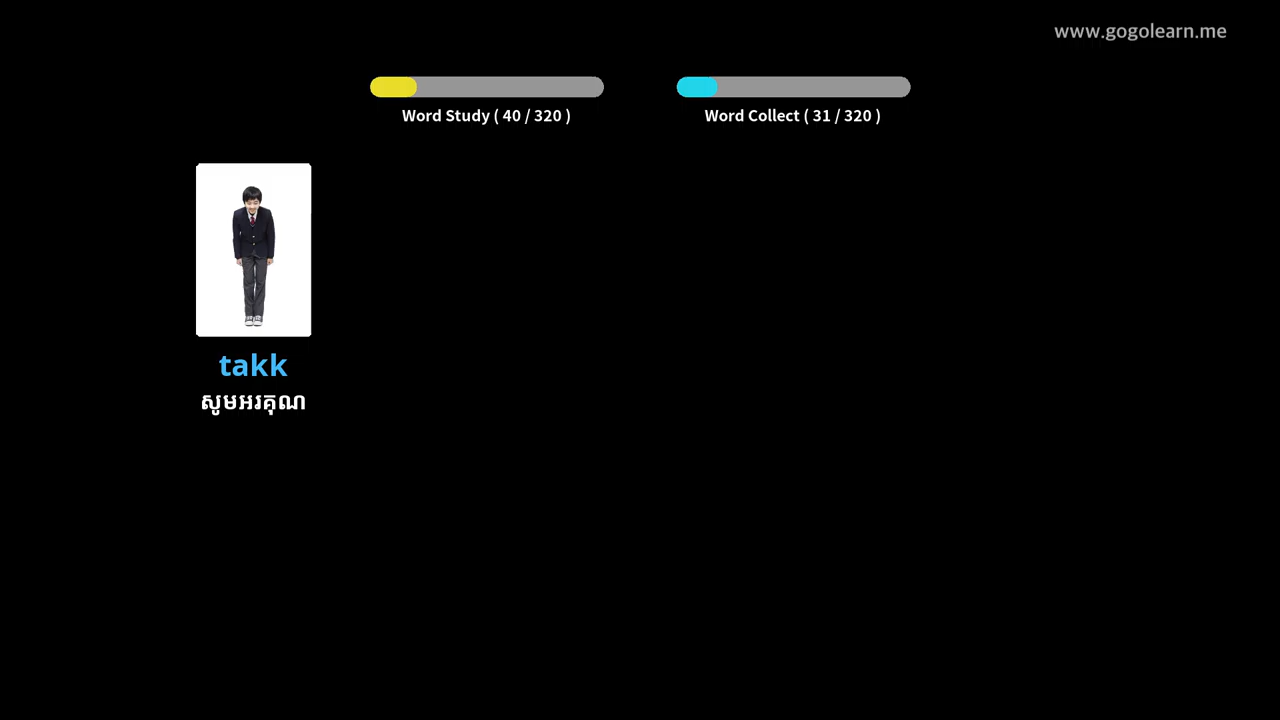 www.gogolearn.me
Word Study ( 40 / 320 )
Word Collect ( 31 / 320 )
takk
សូមអរគុណ